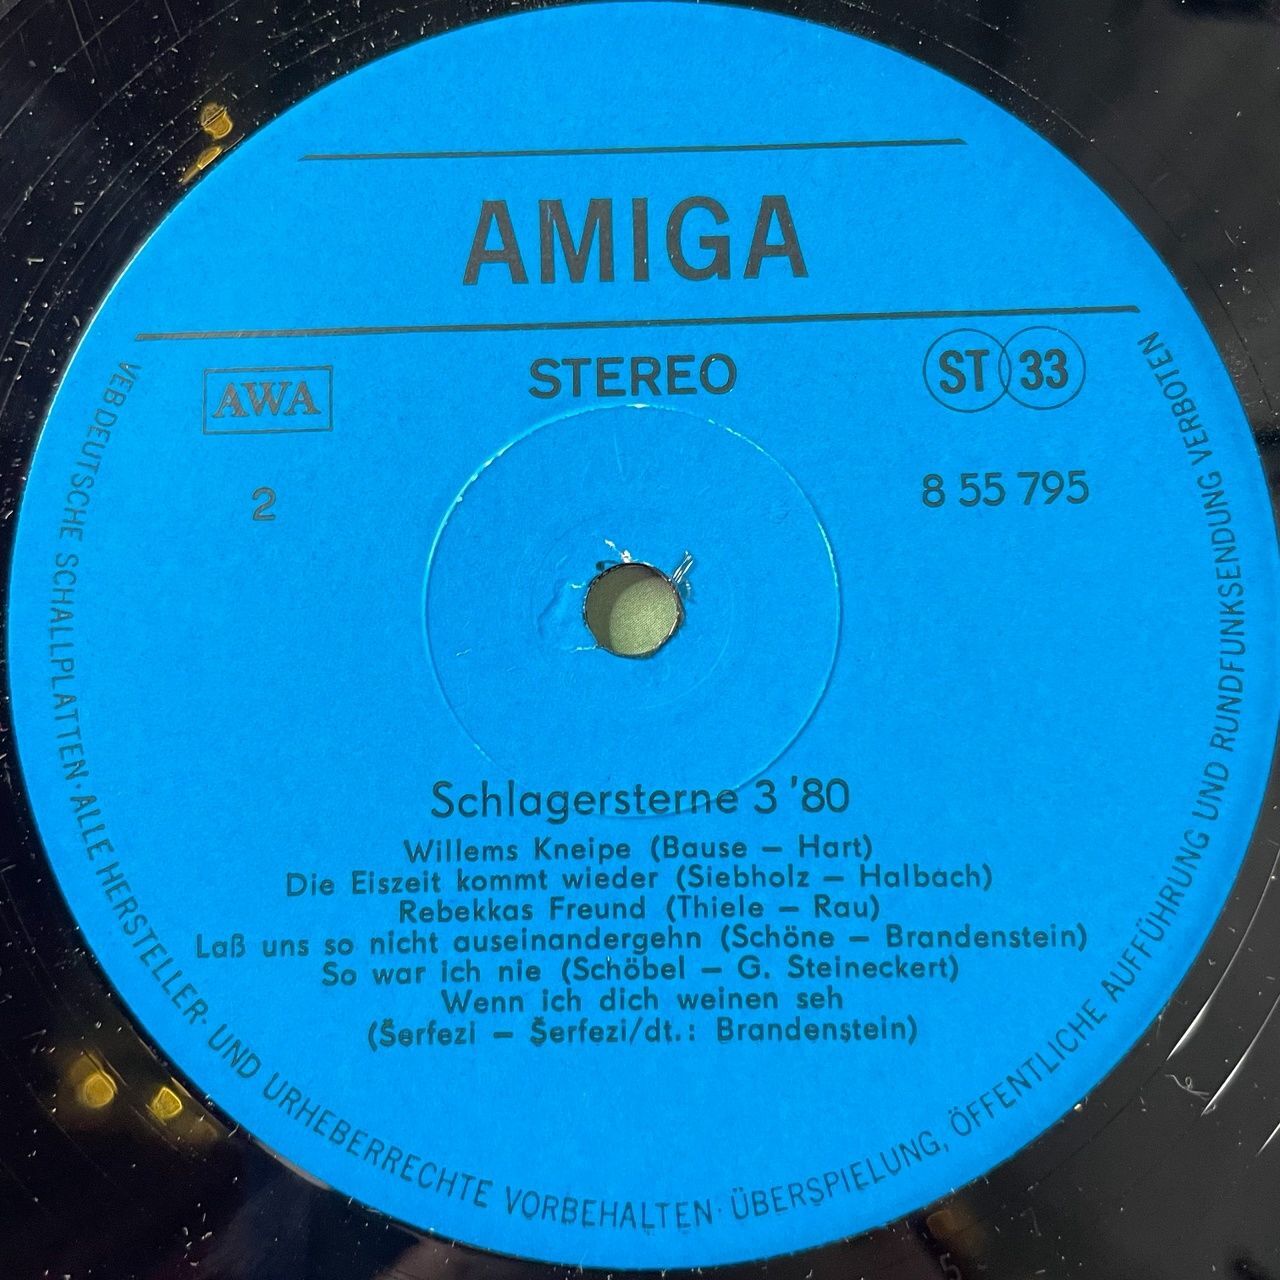 AMIGA
STEREO
AWA
ST 33
2
8 55 795
Schlagersterne 3 '80
Willems Kneipe (Bause – Hart)
Die Eiszeit kommt wieder (Siebholz – Halbach)
Rebekkas Freund (Thiele – Rau)
Laß uns so nicht auseinandergehn (Schöne – Brandenstein)
So war ich nie (Schöbel – G. Steineckert)
Wenn ich dich weinen seh
(Šerfezi – Šerfezi/dt.: Brandenstein)
VEB DEUTSCHE SCHALLPLATTEN · ALLE HERSTELLER- UND URHEBERRECHTE VORBEHALTEN · ÜBERSPIELUNG, ÖFFENTLICHE AUFFÜHRUNG UND RUNDFUNKSENDUNG VERBOTEN